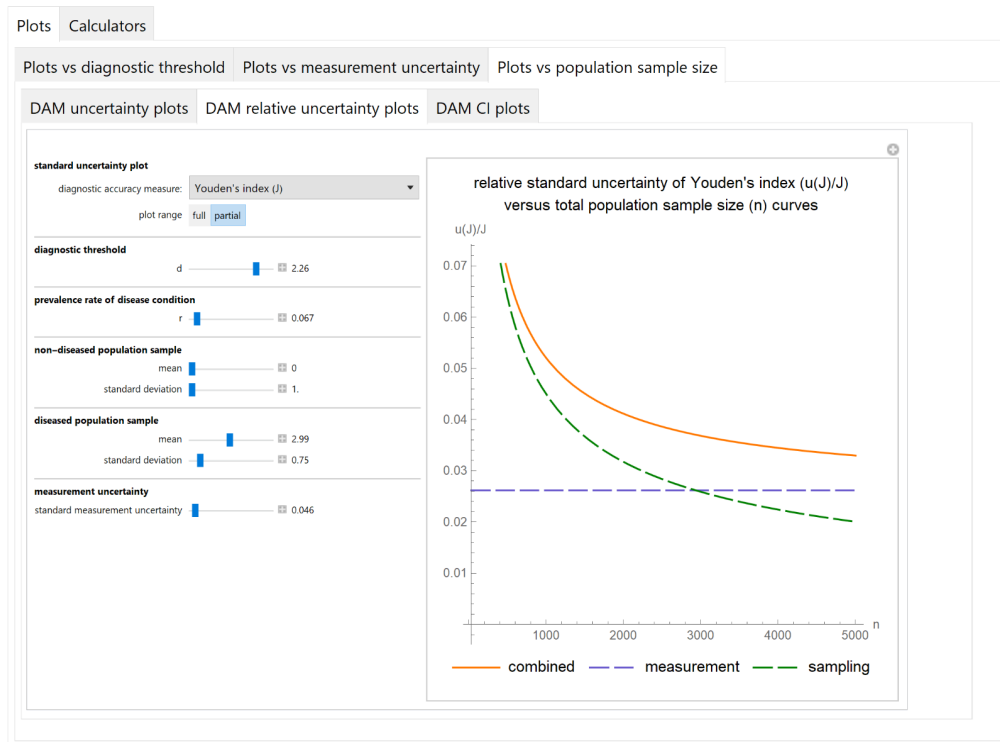 Plots Calculators
Plots vs diagnostic threshold Plots vs measurement uncertainty Plots vs population sample size
DAM uncertainty plots DAM relative uncertainty plots DAM CI plots
standard uncertainty plot
diagnostic accuracy measure: Youden's index (J)
plot range full partial
diagnostic threshold
d 2.26
prevalence rate of disease condition
r 0.067
non-diseased population sample
mean 0
standard deviation 1.
diseased population sample
mean 2.99
standard deviation 0.75
measurement uncertainty
standard measurement uncertainty 0.046
relative standard uncertainty of Youden's index (u(J)/J)
versus total population sample size (n) curves
u(J)/J
0.07
0.06
0.05
0.04
0.03
0.02
0.01
1000 2000 3000 4000 5000 n
combined measurement sampling